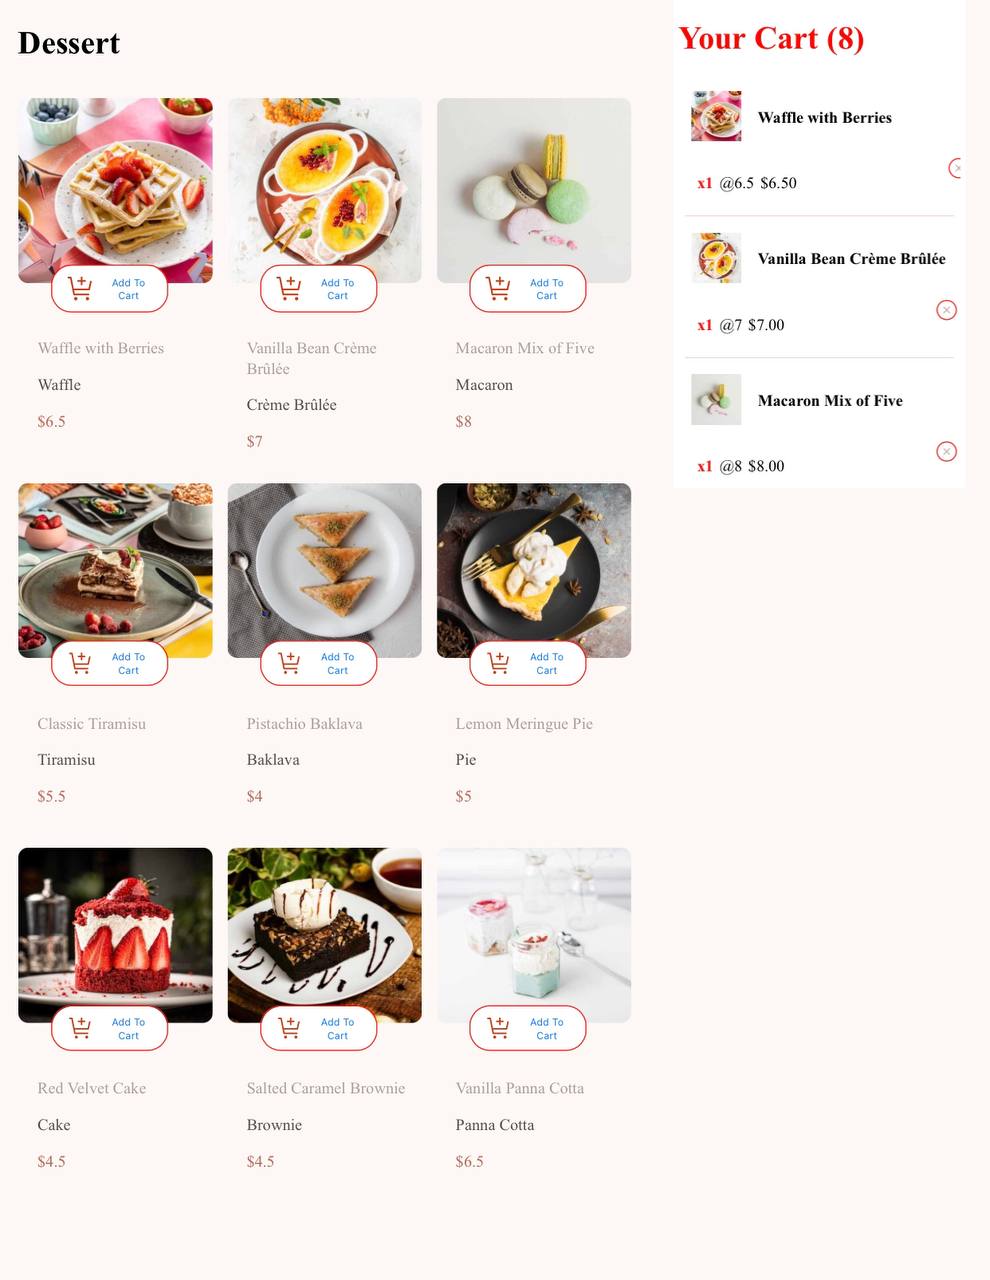 Dessert
Add To
Cart
Waffle with Berries
Waffle
$6.5
Add To
Cart
Vanilla Bean Crème
Brûlée
Crème Brûlée
$7
Add To
Cart
Macaron Mix of Five
Macaron
$8
Add To
Cart
Classic Tiramisu
Tiramisu
$5.5
Add To
Cart
Pistachio Baklava
Baklava
$4
Add To
Cart
Lemon Meringue Pie
Pie
$5
Add To
Cart
Red Velvet Cake
Cake
$4.5
Add To
Cart
Salted Caramel Brownie
Brownie
$4.5
Add To
Cart
Vanilla Panna Cotta
Panna Cotta
$6.5
Your Cart (8)
Waffle with Berries
x1 @6.5 $6.50
Vanilla Bean Crème Brûlée
x1 @7 $7.00
Macaron Mix of Five
x1 @8 $8.00